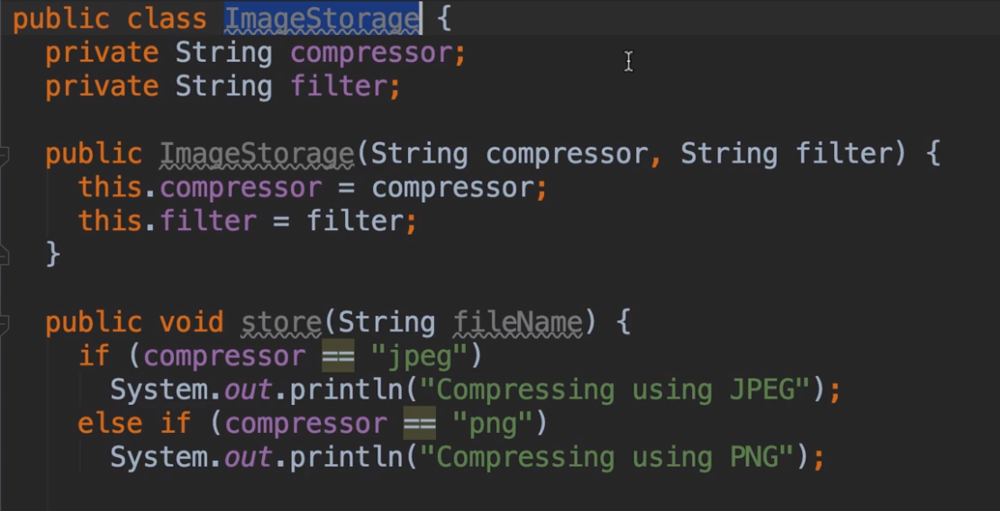 public class ImageStorage {
private String compressor;
private String filter;
public ImageStorage(String compressor, String filter) {
this.compressor = compressor;
this.filter = filter;
}
public void store(String fileName) {
if (compressor == "jpeg")
System.out.println("Compressing using JPEG");
else if (compressor == "png")
System.out.println("Compressing using PNG");